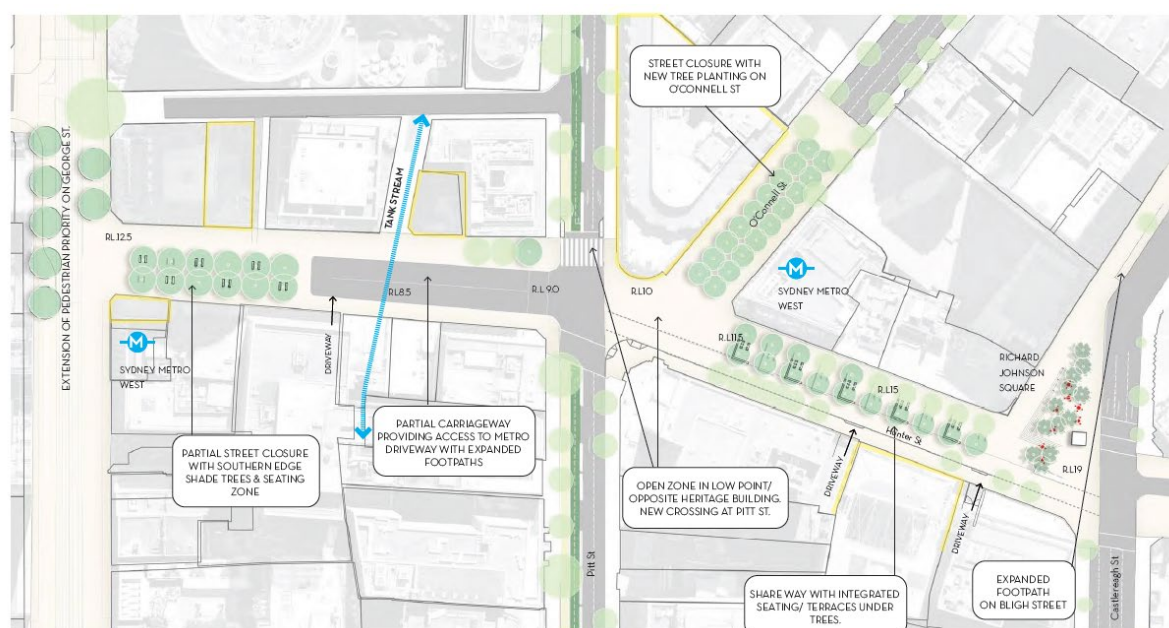 STREET CLOSURE WITH
NEW TREE PLANTING ON
O'CONNELL ST
EXTENSION OF PEDESTRIAN PRIORITY ON GEORGE ST.
TANK STREAM
O'Connell St
RL.12.5
RL8.5
R.L 9.0
R.L10
M
SYDNEY METRO
WEST
M
SYDNEY METRO
WEST
DRIVEWAY
R.L11.5
R.L15
RICHARD
JOHNSON
SQUARE
Hunter St
R.L19
PARTIAL STREET CLOSURE
WITH SOUTHERN EDGE
SHADE TREES & SEATING
ZONE
PARTIAL CARRIAGEWAY
PROVIDING ACCESS TO METRO
DRIVEWAY WITH EXPANDED
FOOTPATHS
OPEN ZONE IN LOW POINT/
OPPOSITE HERITAGE BUILDING.
NEW CROSSING AT PITT ST.
DRIVEWAY
DRIVEWAY
Pitt St
SHARE WAY WITH INTEGRATED
SEATING/ TERRACES UNDER
TREES.
EXPANDED
FOOTPATH
ON BLIGH STREET
Castlereagh St